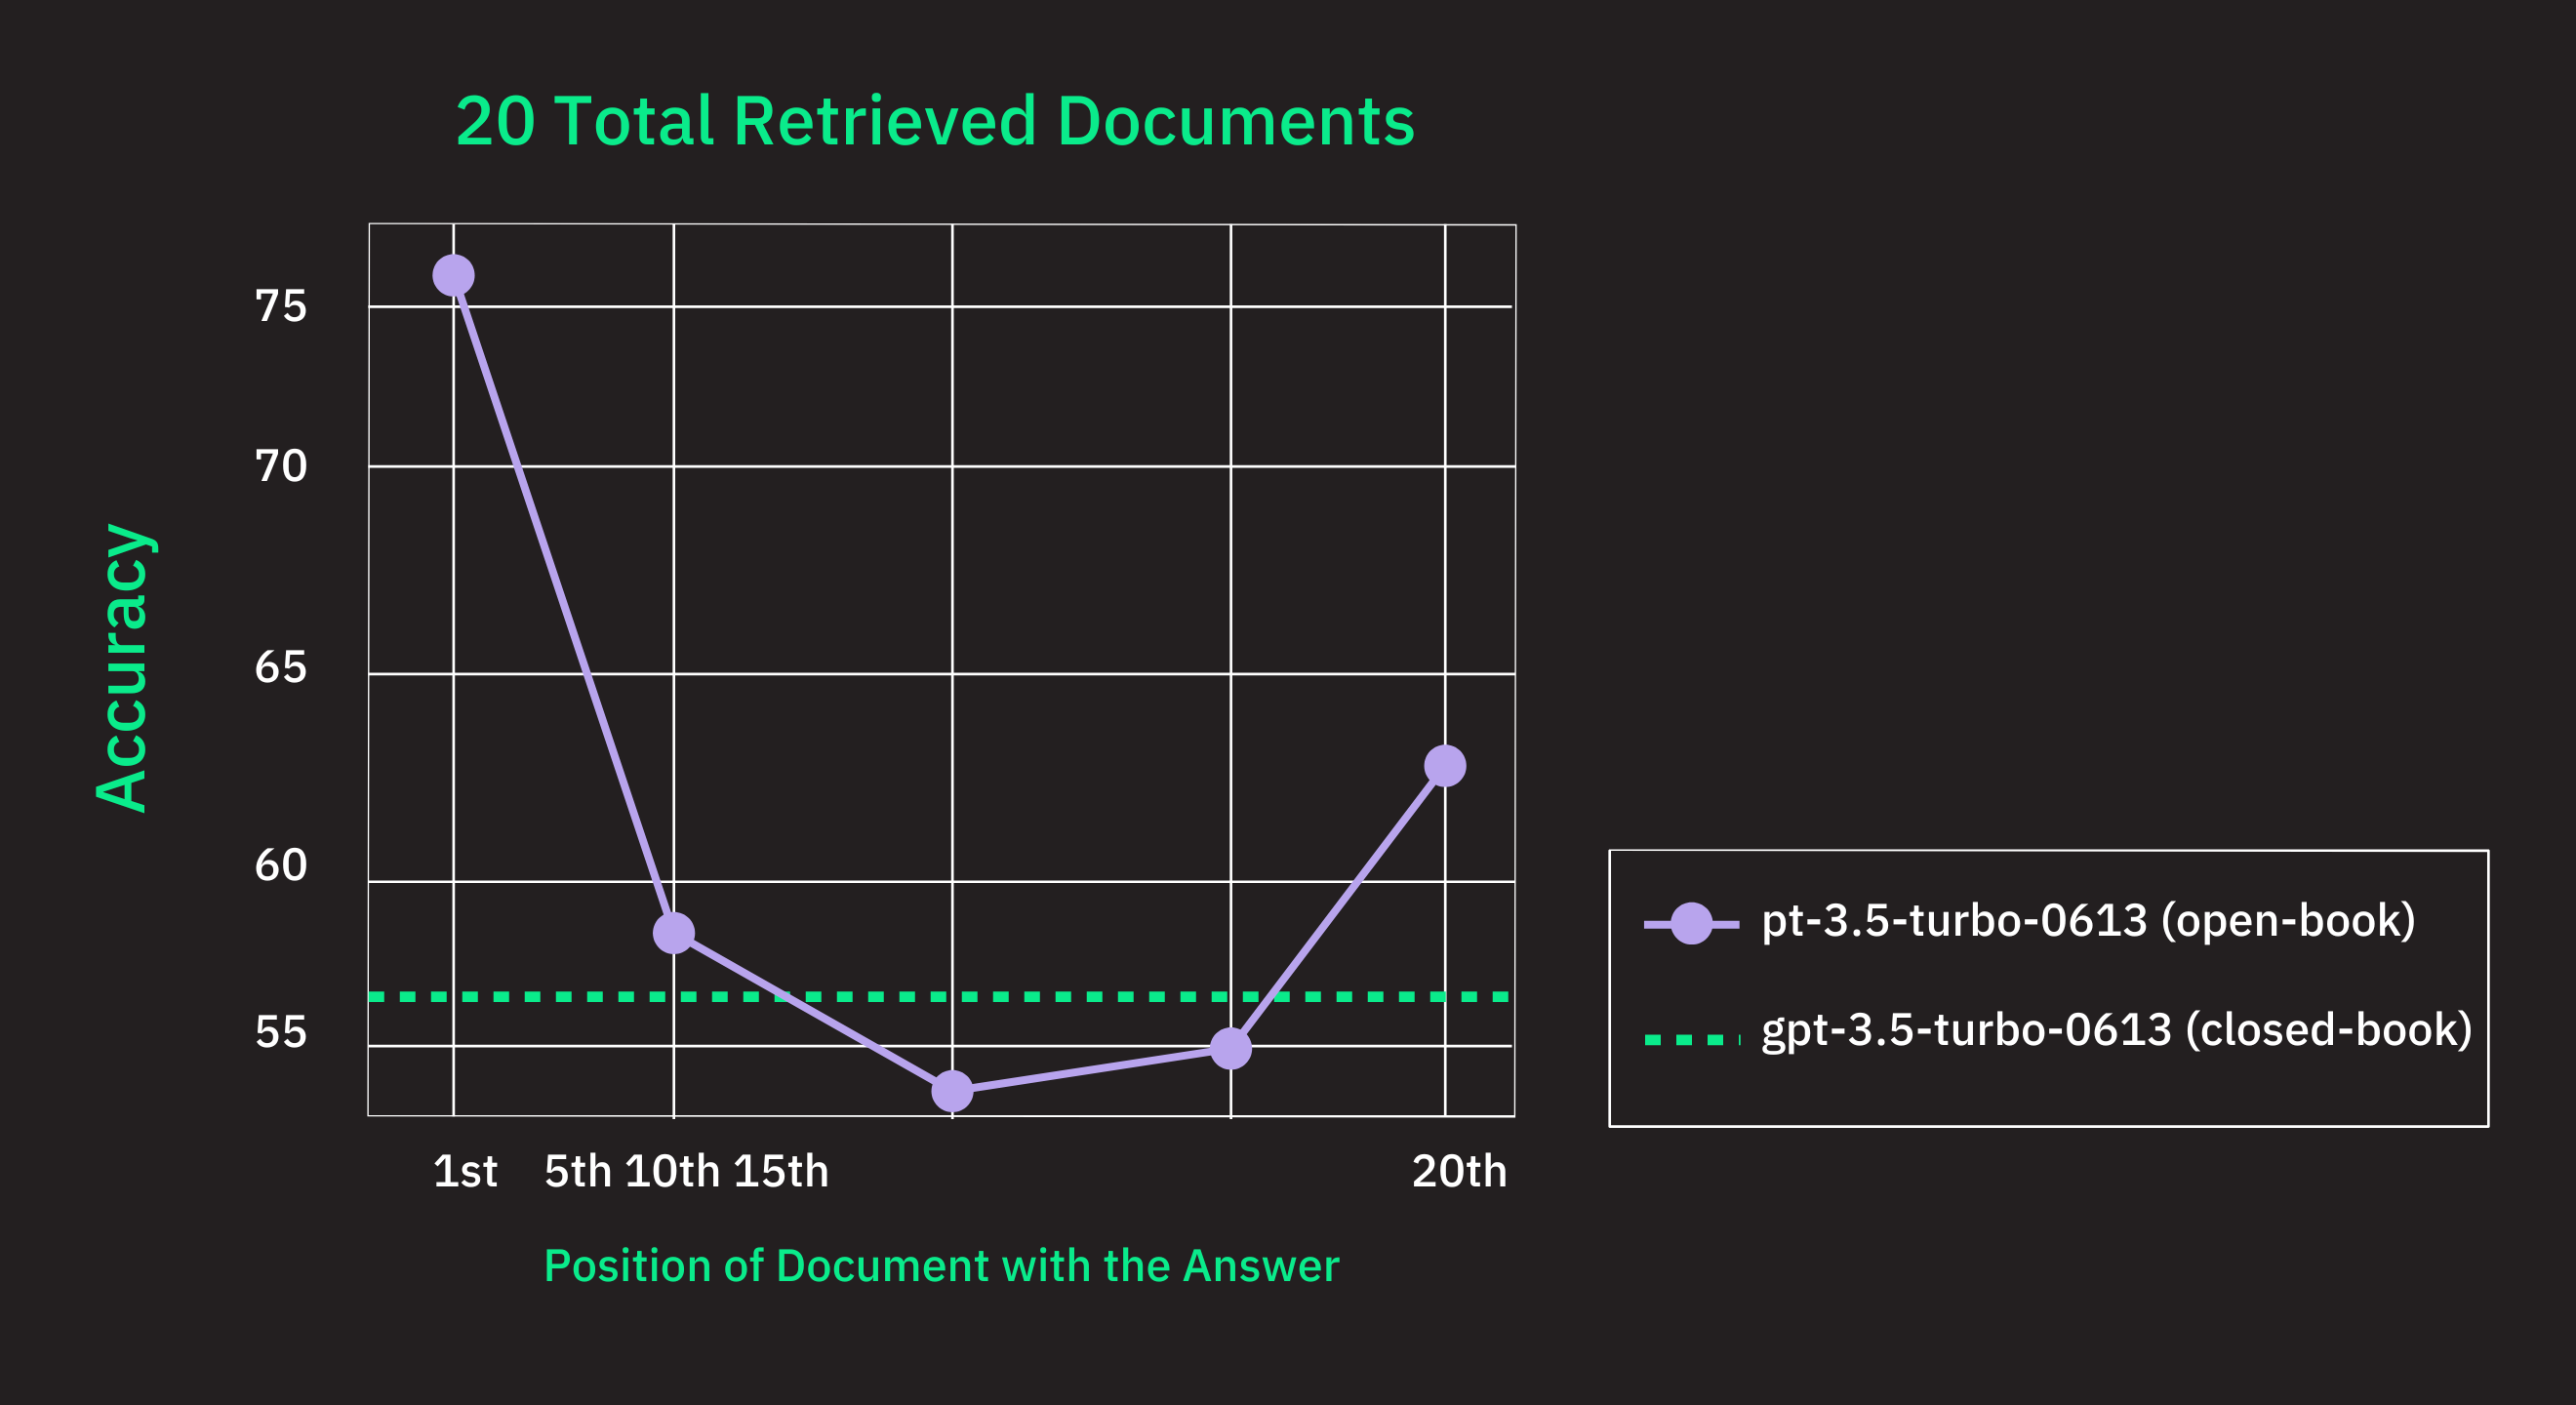 20 Total Retrieved Documents
75
70
65
60
55
Accuracy
1st 5th 10th 15th 20th
Position of Document with the Answer
pt-3.5-turbo-0613 (open-book)
gpt-3.5-turbo-0613 (closed-book)